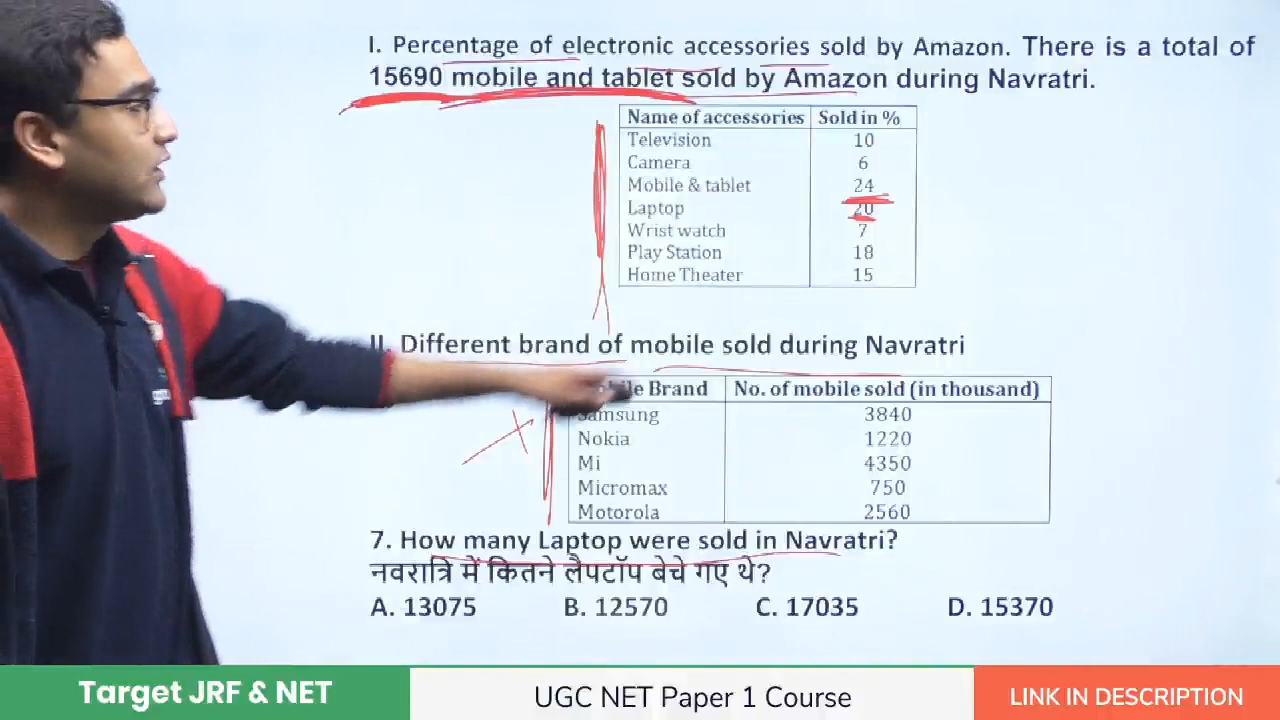 I. Percentage of electronic accessories sold by Amazon. There is a total of
15690 mobile and tablet sold by Amazon during Navratri.
Name of accessories Sold in %
Television 10
Camera 6
Mobile & tablet 24
Laptop 20
Wrist watch 7
Play Station 18
Home Theater 15
II. Different brand of mobile sold during Navratri
Brand No. of mobile sold (in thousand)
Samsung 3840
Nokia 1220
Mi 4350
Micromax 750
Motorola 2560
7. How many Laptop were sold in Navratri?
नवरात्रि में कितने लैपटॉप बेचे गए थे?
A. 13075 B. 12570 C. 17035 D. 15370
Target JRF & NET UGC NET Paper 1 Course LINK IN DESCRIPTION